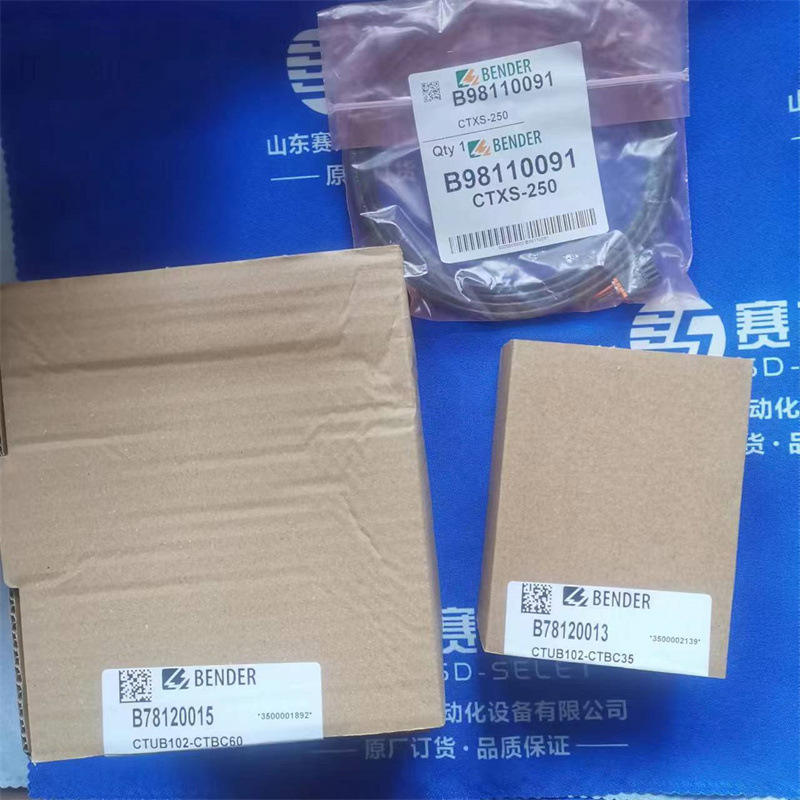 BENDER
B98110091
CTXS-250
Qty 1
BENDER
B98110091
CTXS-250
山东赛
原
赛
SD-S
动化
货·品
BENDER
B78120013
*3500002139*
CTUB102-CTBC35
赛
SD-SELET
动化设备有限公司
原厂订货·品质保证
BENDER
B78120015
*3500001892*
CTUB102-CTBC60